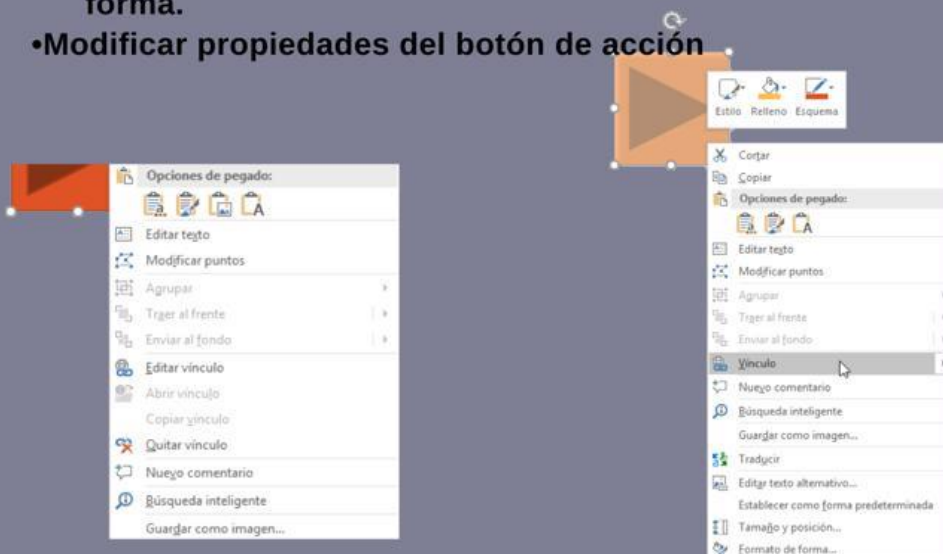 forma.
•Modificar propiedades del botón de acción
Opciones de pegado:
Editar texto
Modificar puntos
Agrupar
Traer al frente
Enviar al fondo
Editar vínculo
Abrir vínculo
Copiar vínculo
Quitar vínculo
Nuevo comentario
Búsqueda inteligente
Guardar como imagen...
Estilo Relleno Esquema
Cortar
Copiar
Opciones de pegado:
Editar texto
Modificar puntos
Agrupar
Traer al frente
Enviar al fondo
Vínculo
Nuevo comentario
Búsqueda inteligente
Guardar como imagen...
Traducir
Editar texto alternativo...
Establecer como forma predeterminada
Tamaño y posición...
Formato de forma...